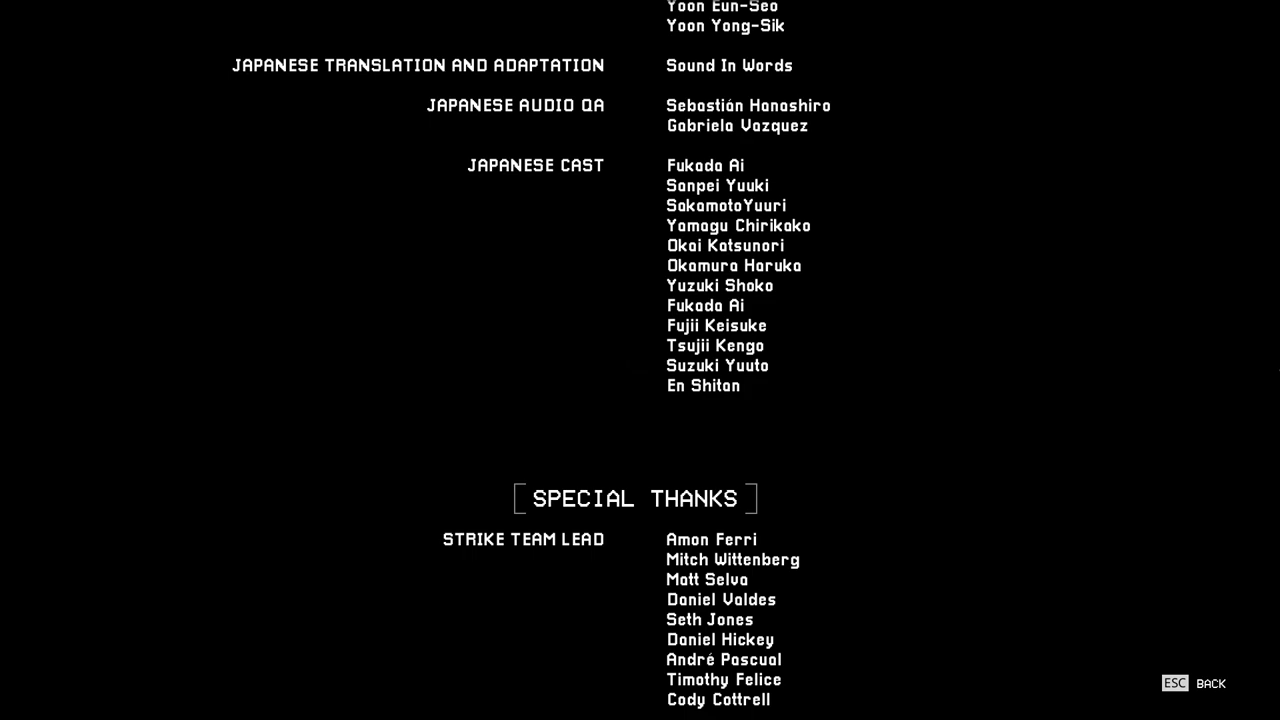 Yoon Eun-Seo
Yoon Yong-Sik
JAPANESE TRANSLATION AND ADAPTATION Sound In Words
JAPANESE AUDIO QA Sebastián Hanashiro
Gabriela Vazquez
JAPANESE CAST Fukada Ai
Sanpei Yuuki
SakamotoYuuri
Yamagu Chirikako
Okai Katsunori
Okamura Haruka
Yuzuki Shoko
Fukada Ai
Fujii Keisuke
Tsujii Kengo
Suzuki Yuuto
En Shitan
SPECIAL THANKS
STRIKE TEAM LEAD Amon Ferri
Mitch Wittenberg
Matt Selva
Daniel Valdes
Seth Jones
Daniel Hickey
André Pascual
Timothy Felice
Cody Cottrell
ESC BACK